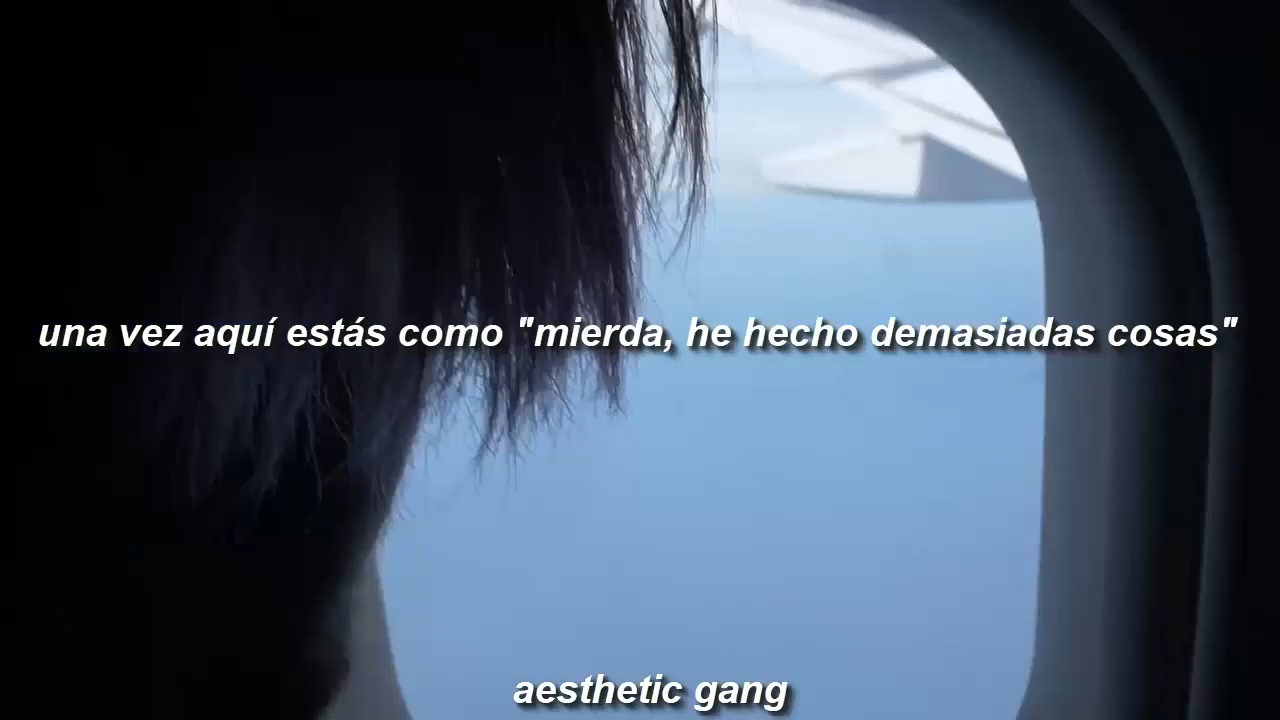 una vez aquí estás como "mierda, he hecho demasiadas cosas"
aesthetic gang